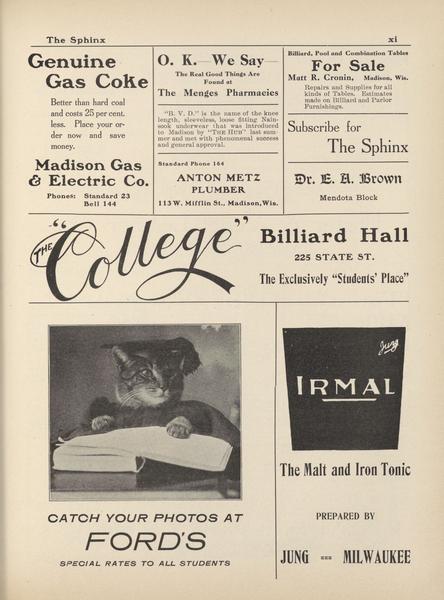 The Sphinx xi
Genuine
Gas Coke
Better than hard coal
and costs 25 per cent.
less. Place your or-
der now and save
money.
Madison Gas
& Electric Co.
Phones: Standard 23
Bell 144
O. K. We Say
The Real Good Things Are
Found at
The Menges Pharmacies
"B. V. D." is the name of the knee
length, sleeveless, loose fitting Nain-
sook underwear that was introduced
to Madison by "THE HUB" last sum-
mer and met with phenomenal success
and general approval.
Standard Phone 164
ANTON METZ
PLUMBER
113 W. Mifflin St., Madison, Wis.
Billiard, Pool and Combination Tables
For Sale
Matt R. Cronin, Madison, Wis.
Repairs and Supplies for all
kinds of Tables. Estimates
made on Billiard and Parlor
Furnishings.
Subscribe for
The Sphinx
Dr. E. A. Brown
Mendota Block
THE "College"
Billiard Hall
225 STATE ST.
The Exclusively "Students' Place"
CATCH YOUR PHOTOS AT
FORD'S
SPECIAL RATES TO ALL STUDENTS
Jung
IRMAL
The Malt and Iron Tonic
PREPARED BY
JUNG --- MILWAUKEE